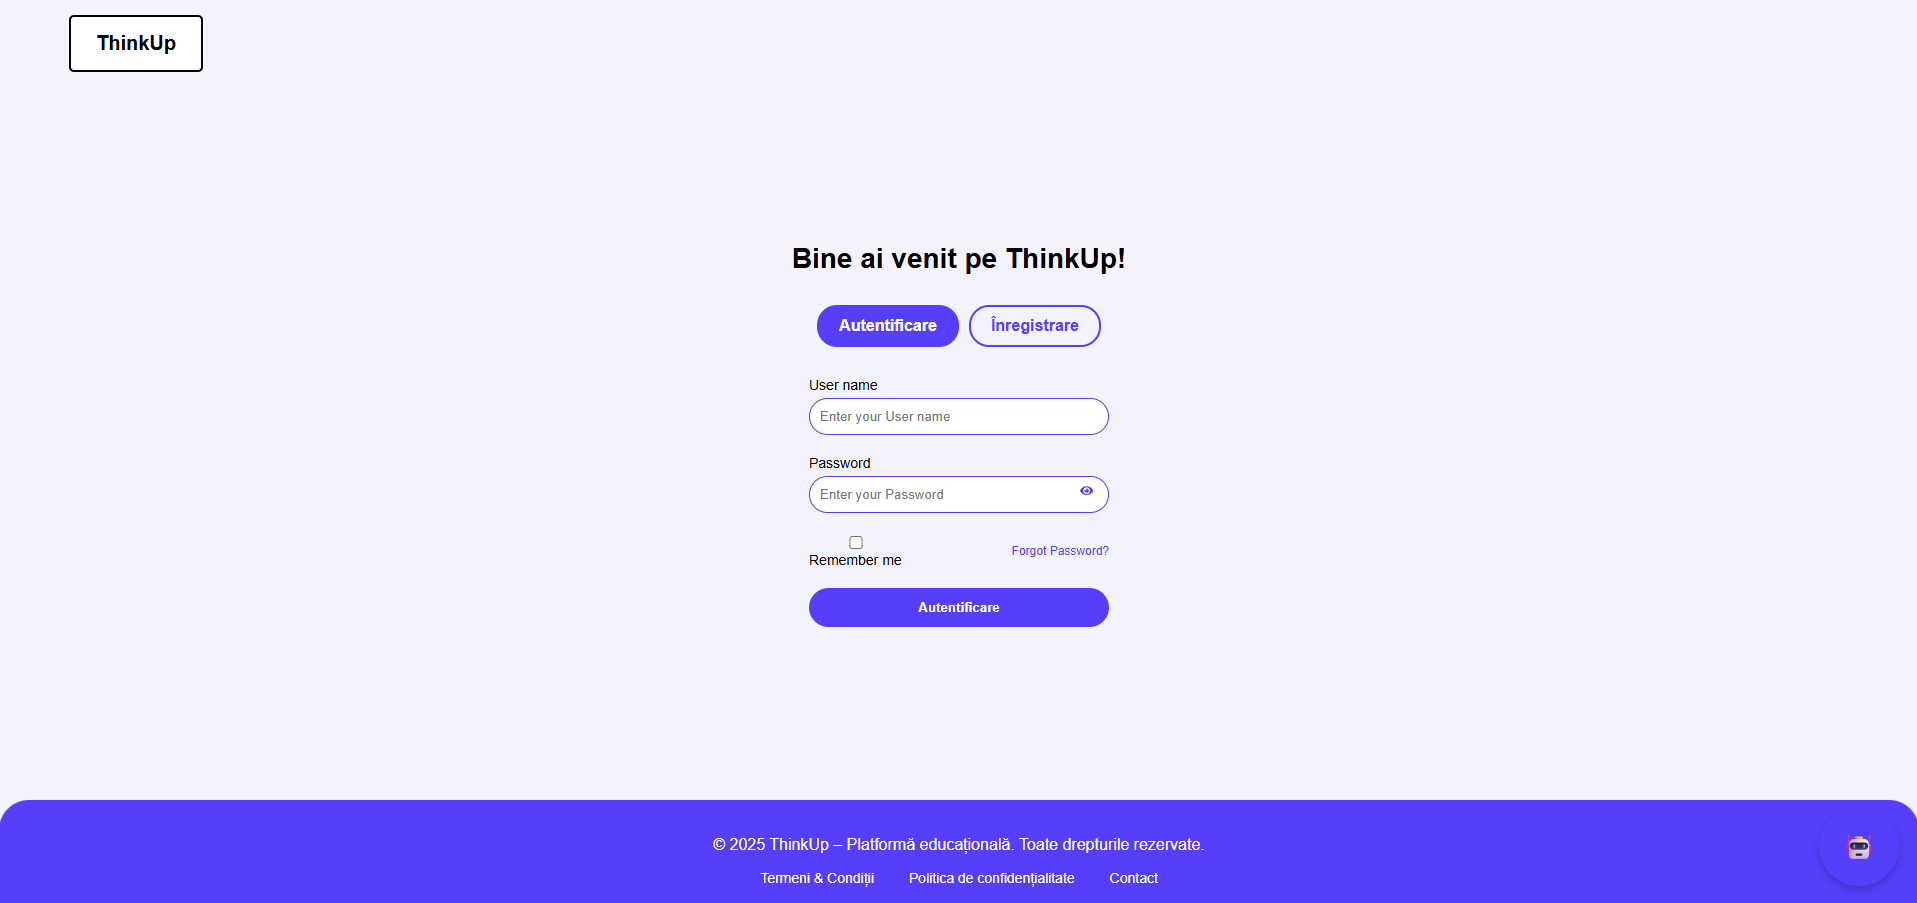 ThinkUp
Bine ai venit pe ThinkUp!
Autentificare
Înregistrare
User name
Enter your User name
Password
Enter your Password
Remember me
Forgot Password?
Autentificare
© 2025 ThinkUp – Platformă educațională. Toate drepturile rezervate.
Termeni & Condiții
Politica de confidențialitate
Contact